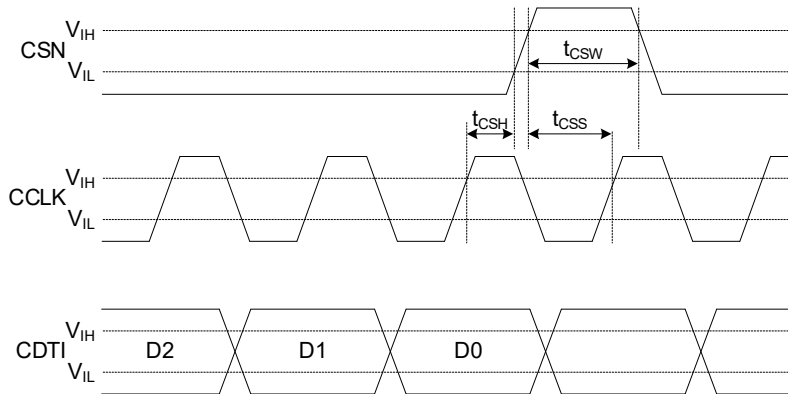 VIH
CSN
VIL
tCSW
tCSH
tCSS
VIH
CCLK
VIL
VIH
CDTI
D2
D1
D0
VIL